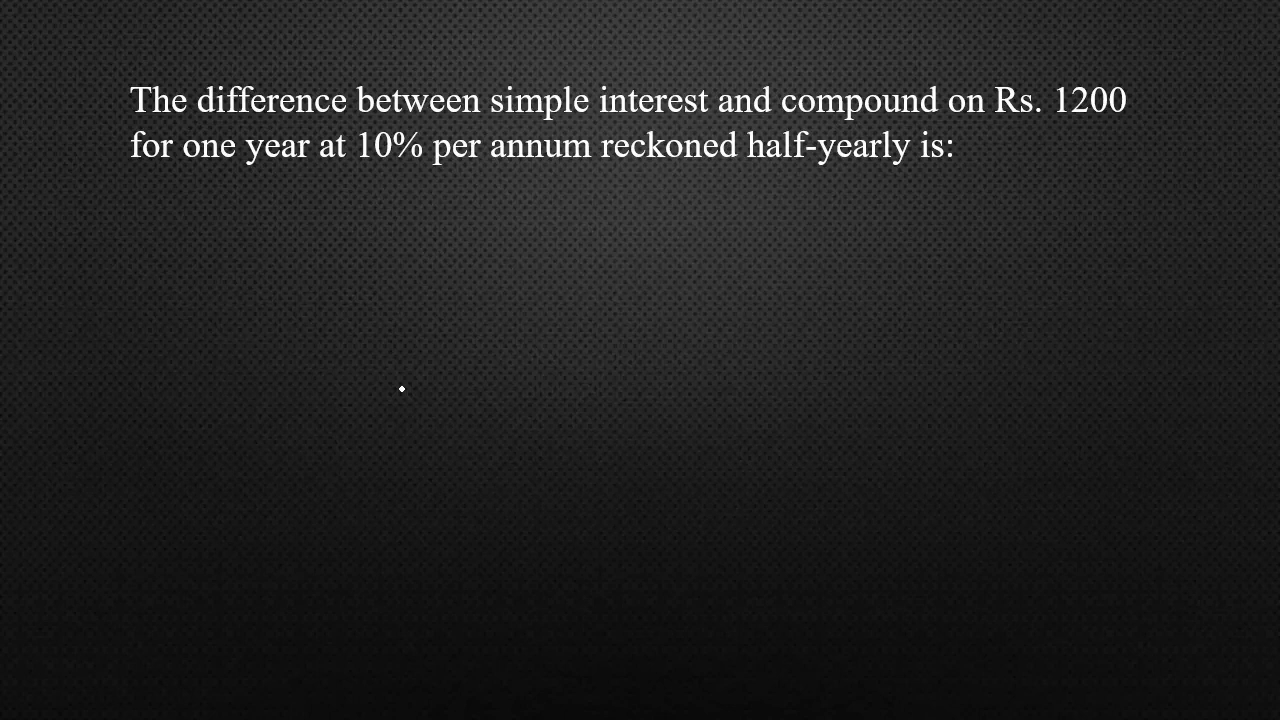 The difference between simple interest and compound on Rs. 1200
for one year at 10% per annum reckoned half-yearly is: